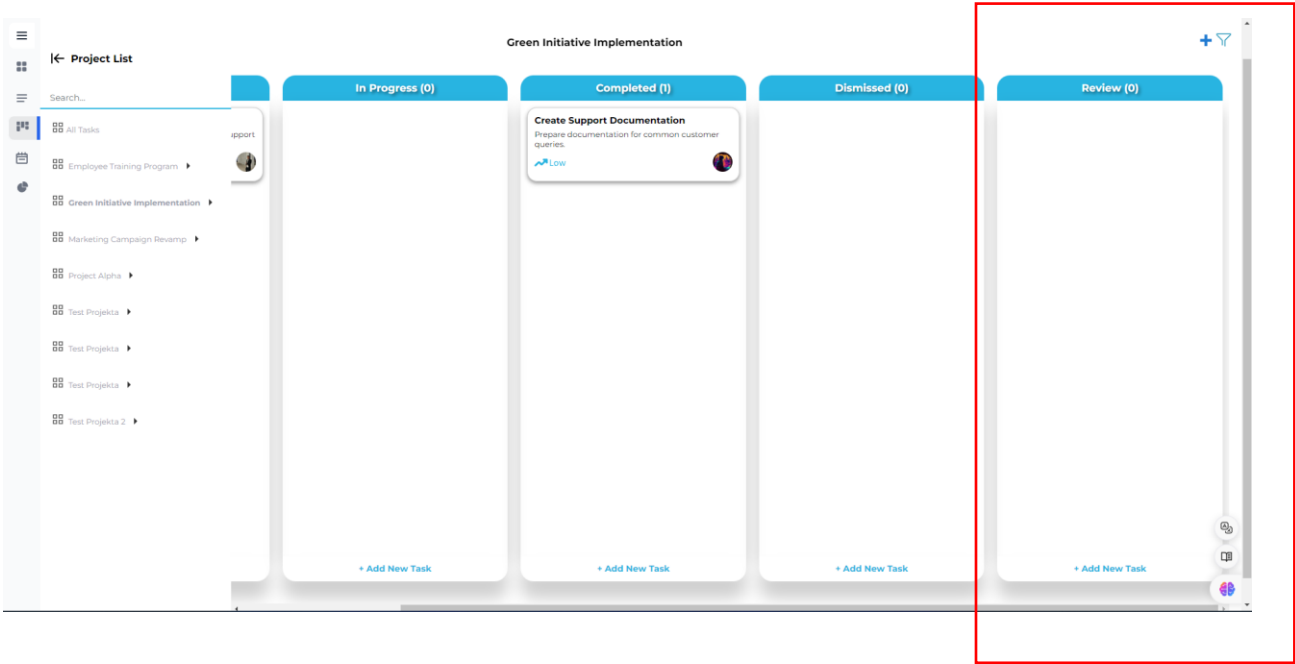 Green Initiative Implementation
Project List
Search...
All Tasks
Employee Training Program
Green Initiative Implementation
Marketing Campaign Revamp
Project Alpha
Test Projekta
Test Projekta
Test Projekta
Test Projekta 2
upport
In Progress (0)
+ Add New Task
Completed (1)
Create Support Documentation
Prepare documentation for common customer
queries.
Low
+ Add New Task
Dismissed (0)
+ Add New Task
Review (0)
+ Add New Task